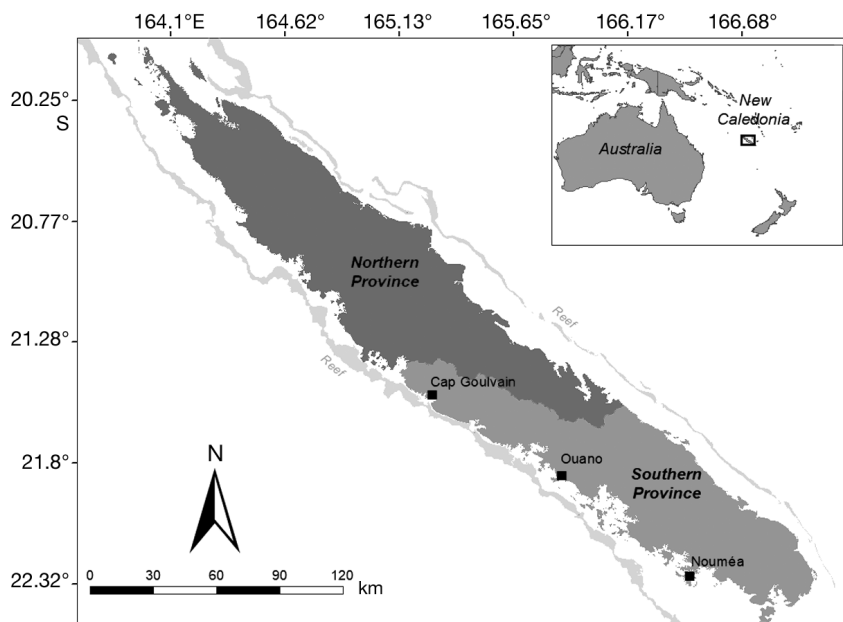 164.1°E 164.62° 165.13° 165.65° 166.17° 166.68°
20.25°
S
20.77°
21.28°
21.8°
22.32°
New
Caledonia
Australia
Northern
Province
Reef
Reef
Cap Goulvain
Ouano
Southern
Province
Nouméa
N
0 30 60 90 120
km